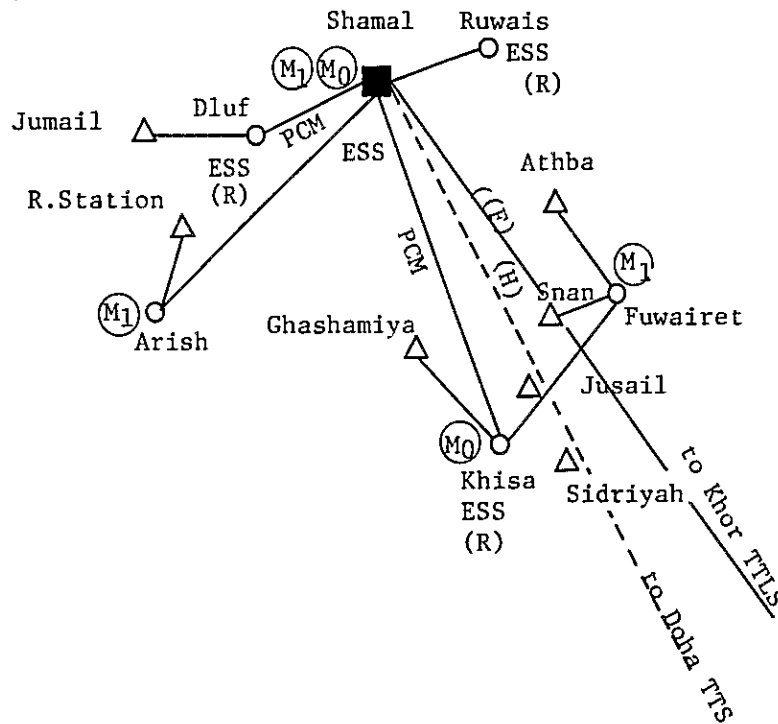 Shamal Ruwais
M1 M0 ESS
(R)
Dluf
Jumail PCM ESS Athba
ESS
(R)
R.Station
((F)
(H)
PCM
M1
Snan
M1 Fuwairet
Arish
Ghashamiya
Jusail
M0
Khisa Sidriyah
ESS
(R)
to Khor TTLS
to Doha TTS